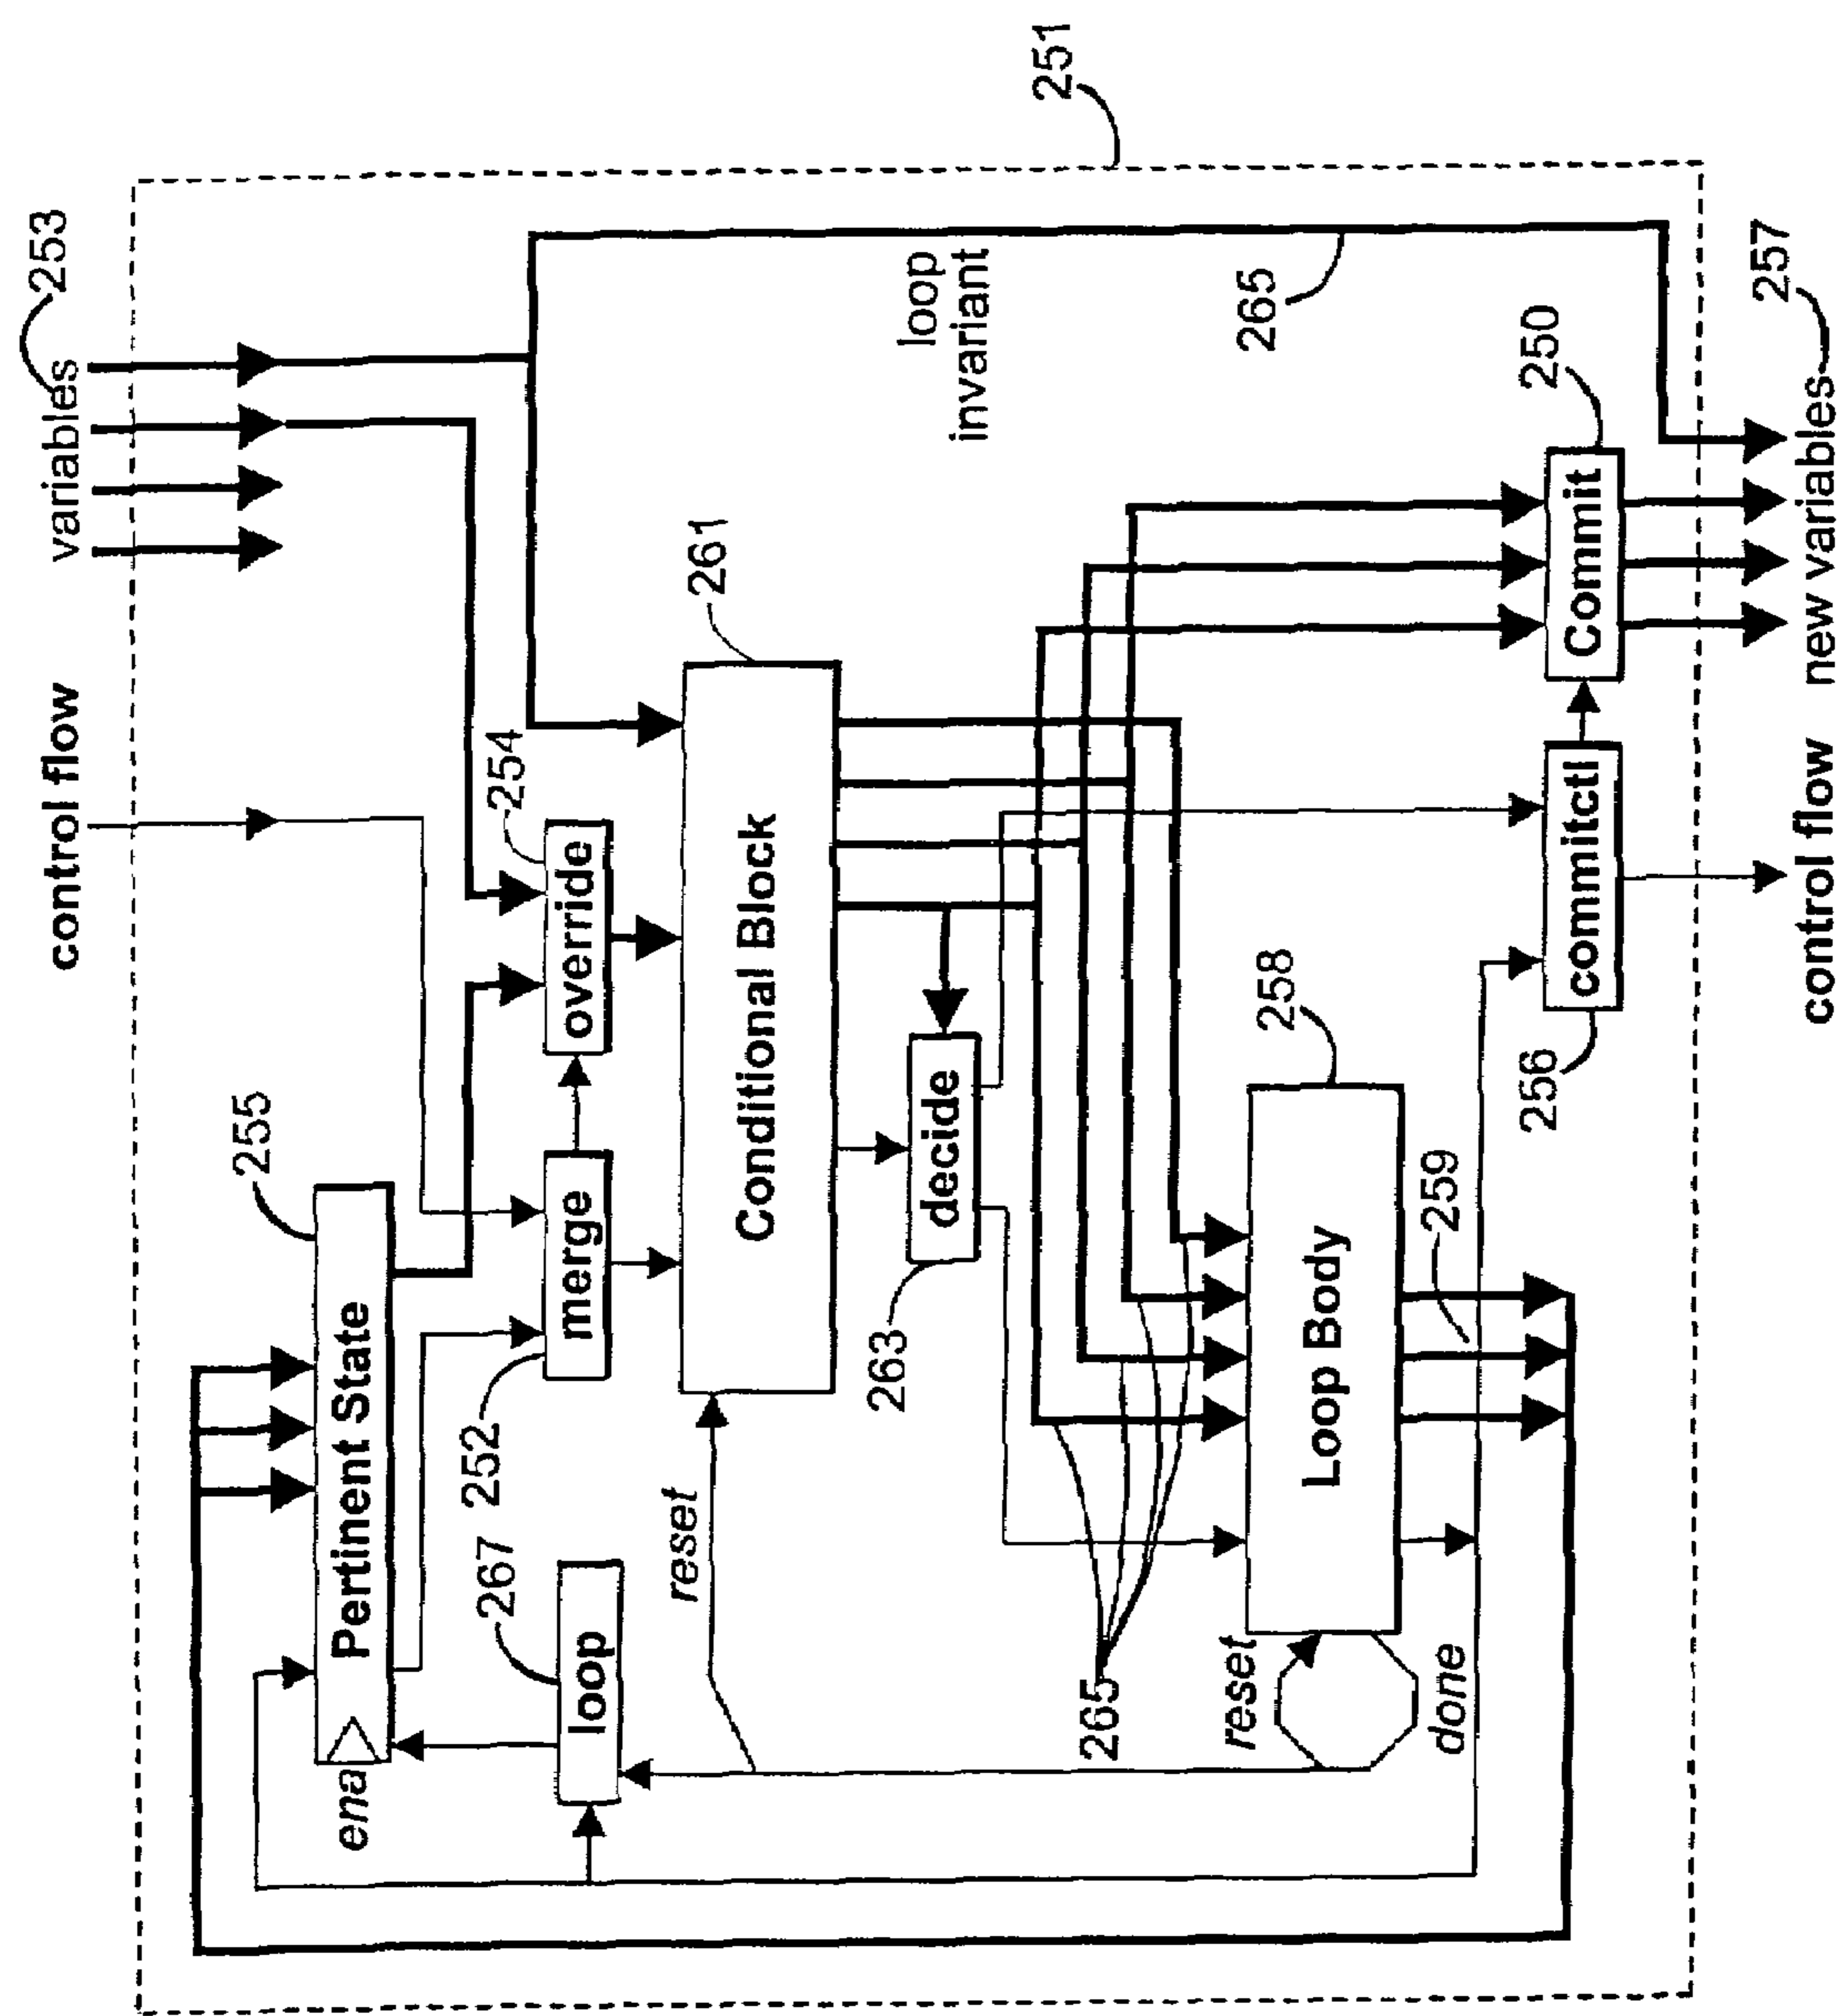 control flow
variables
253
251
255
Pertinent State
ena
267
loop
252
merge
254
override
reset
261
Conditional Block
loop
invariant
265
263
decide
265
258
Loop Body
reset
done
259
256
commitctl
250
Commit
control flow
new variables
257